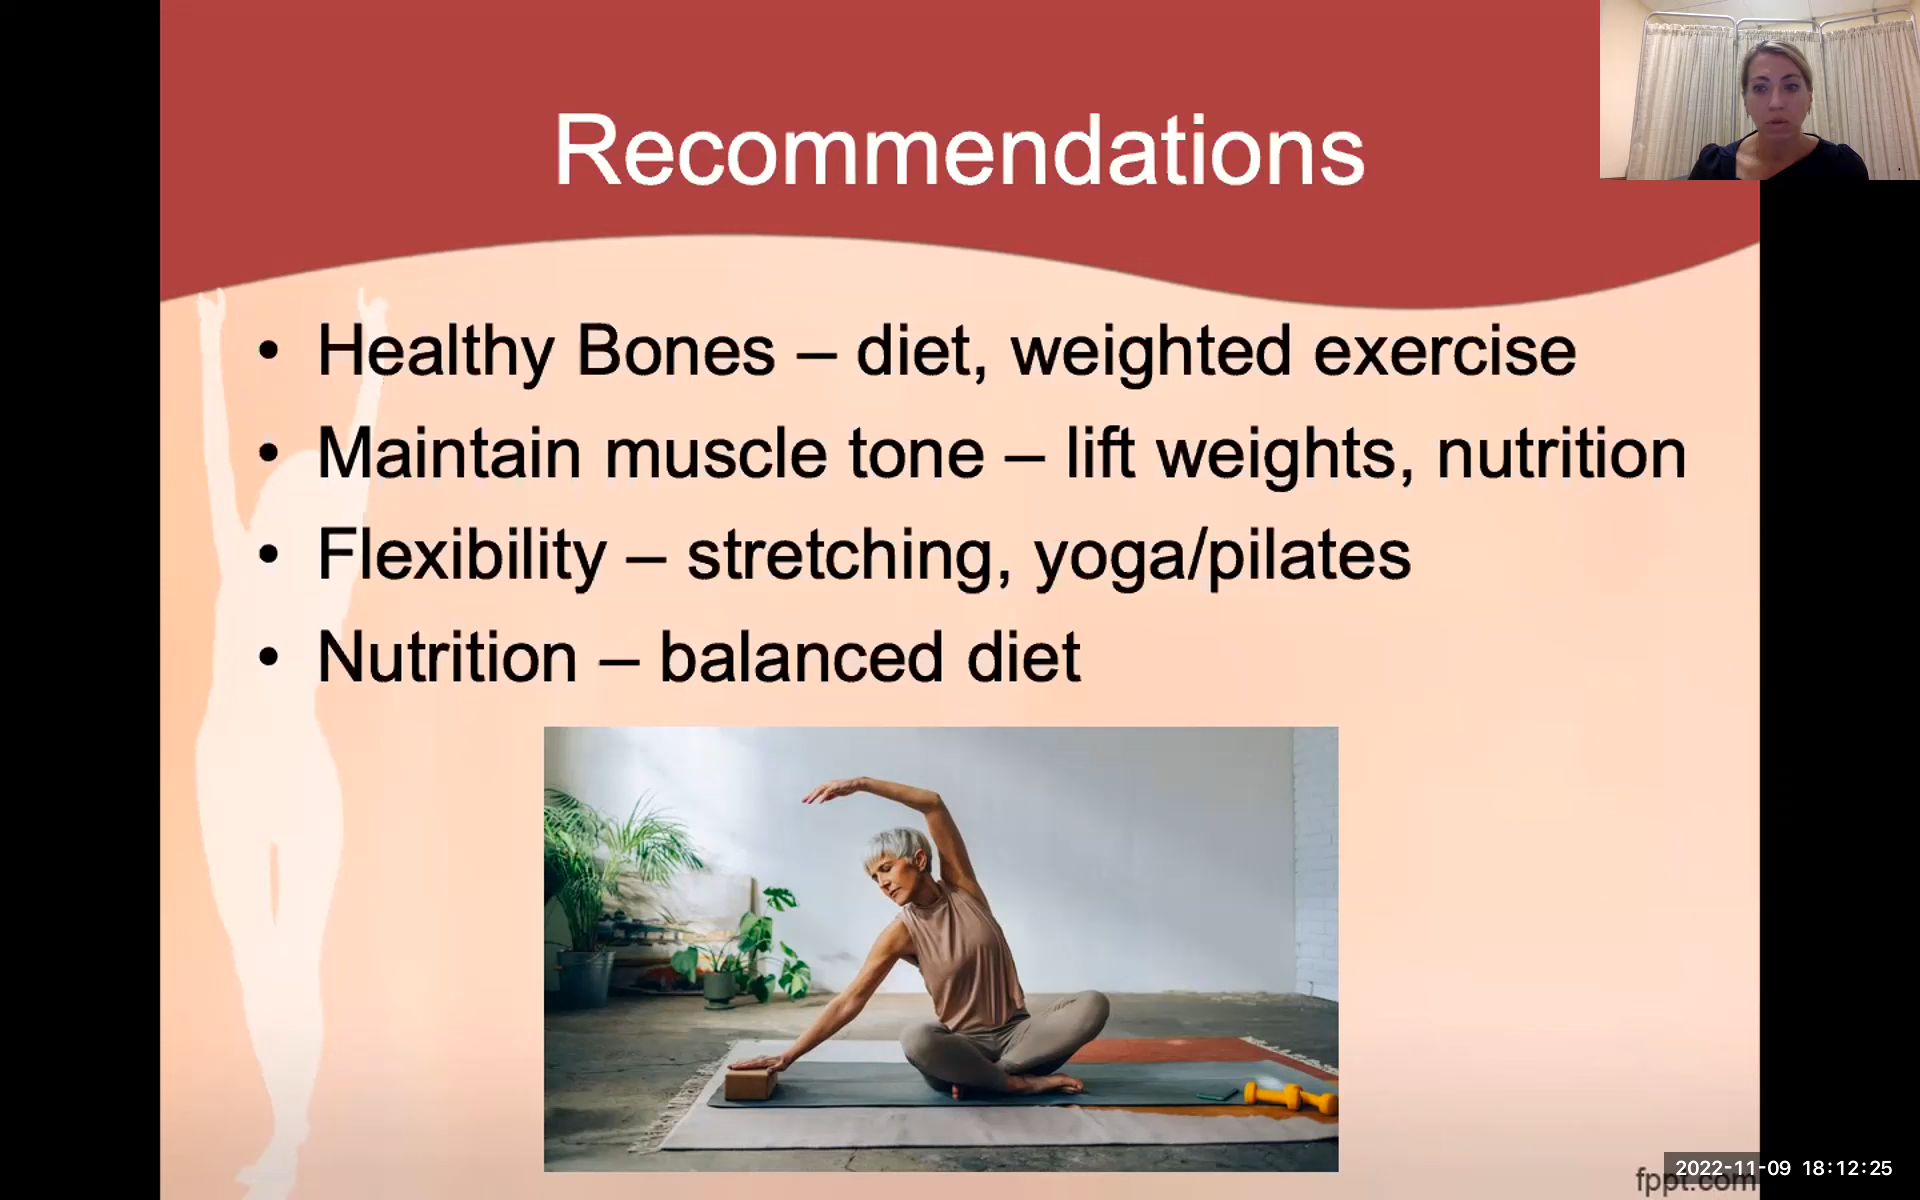 Recommendations
• Healthy Bones – diet, weighted exercise
• Maintain muscle tone – lift weights, nutrition
• Flexibility – stretching, yoga/pilates
• Nutrition – balanced diet
2022-11-09 18:12:25
fppt.com